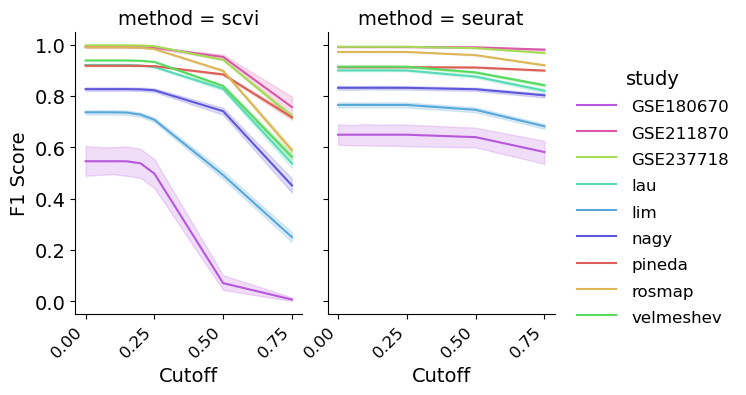 method = scvi
method = seurat
F1 Score
1.0
0.8
0.6
0.4
0.2
0.0
0.00
0.25
0.50
0.75
Cutoff
0.00
0.25
0.50
0.75
Cutoff
study
GSE180670
GSE211870
GSE237718
lau
lim
nagy
pineda
rosmap
velmeshev